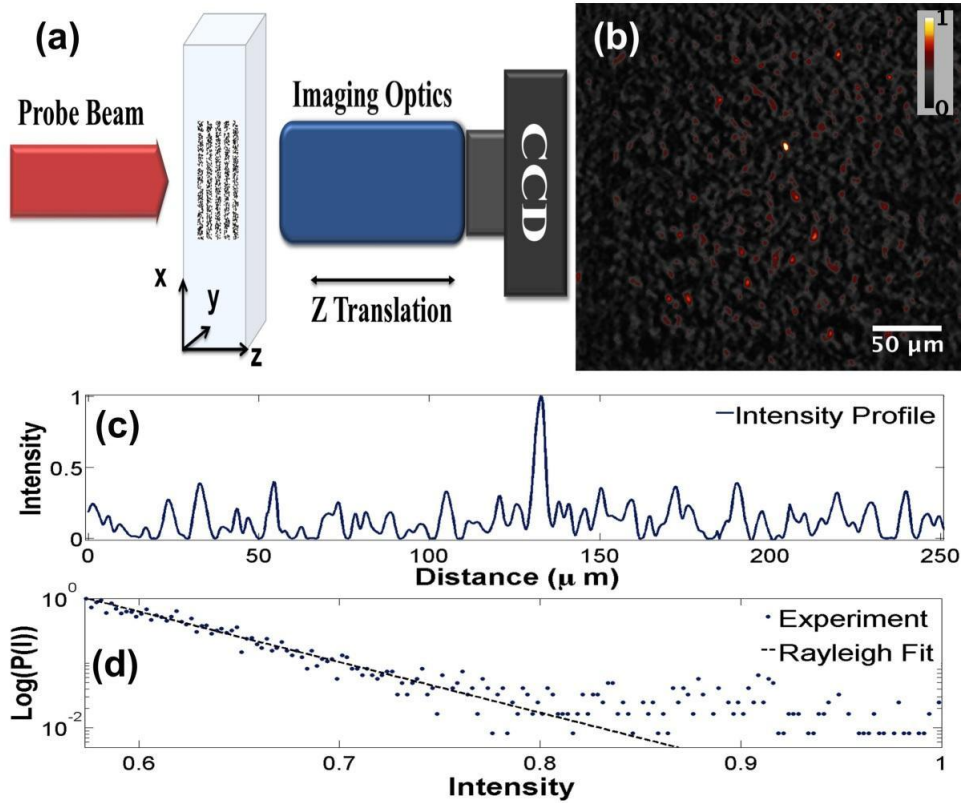 (a)
Probe Beam
Imaging Optics
CCD
Z Translation
x
y
z
(b)
1
0
50 μm
(c)
Intensity Profile
Intensity
1
0.5
0
0
50
100
150
200
250
Distance (μ m)
(d)
Experiment
Rayleigh Fit
Log(P(I))
10^0
10^-2
0.6
0.7
0.8
0.9
1
Intensity